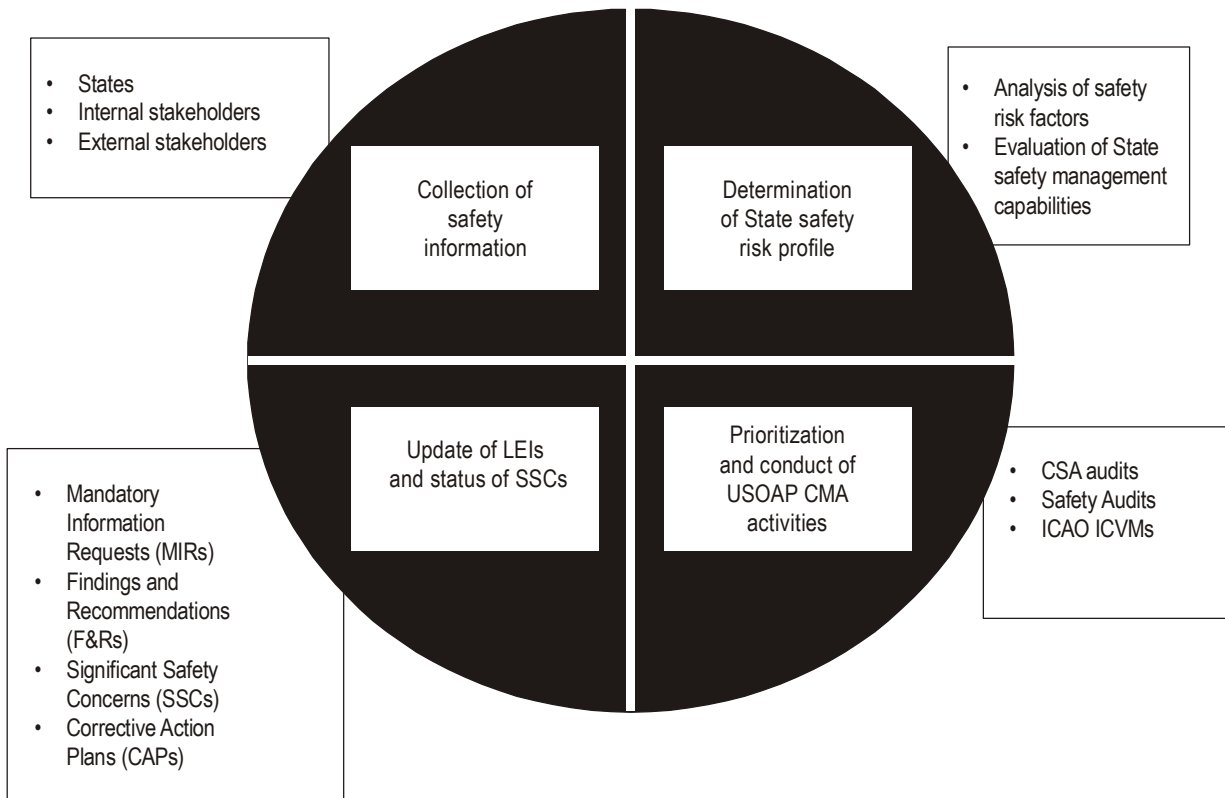 • States
• Internal stakeholders
• External stakeholders
Collection of
safety
information
Determination
of State safety
risk profile
• Analysis of safety
risk factors
• Evaluation of State
safety management
capabilities
Update of LEIs
and status of SSCs
Prioritization
and conduct of
USOAP CMA
activities
• Mandatory
Information
Requests (MIRs)
• Findings and
Recommendations
(F&Rs)
• Significant Safety
Concerns (SSCs)
• Corrective Action
Plans (CAPs)
• CSA audits
• Safety Audits
• ICAO ICVMs